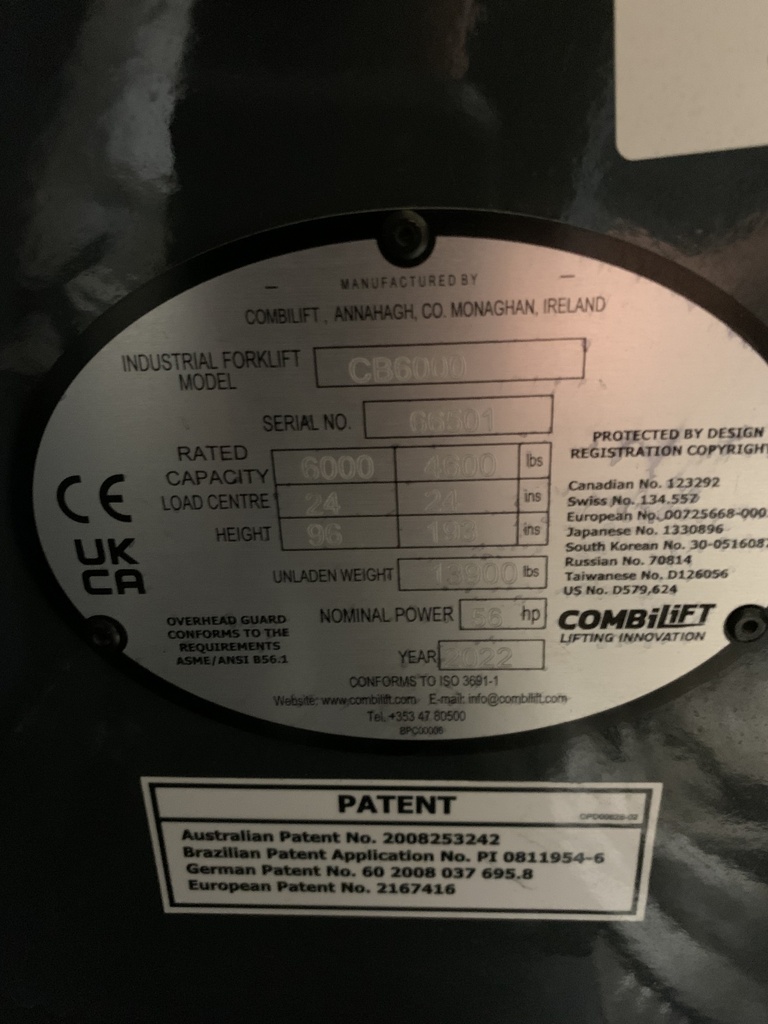 MANUFACTURED BY
COMBILIFT , ANNAHAGH, CO. MONAGHAN, IRELAND
INDUSTRIAL FORKLIFT MODEL CB6000
SERIAL NO.
RATED CAPACITY 6000 4600 lbs
LOAD CENTRE 24 24 ins
HEIGHT 96 ins
UNLADEN WEIGHT lbs
NOMINAL POWER hp
YEAR 2022
CE
UK
CA
OVERHEAD GUARD
CONFORMS TO THE
REQUIREMENTS
ASME/ANSI B56.1
CONFORMS TO ISO 3691-1
Website: www.combilift.com E-mail: info@combilift.com
Tel. +353 47 80500
PROTECTED BY DESIGN
REGISTRATION COPYRIGHT
Canadian No. 123292
Swiss No. 134.557
European No. 00725668-000
Japanese No. 1330896
South Korean No. 30-051608
Russian No. 70814
Taiwanese No, D126056
US No. D579,624
COMBiLiFT
LIFTING INNOVATION
PATENT
Australian Patent No. 2008253242
Brazilian Patent Application No. PI 0811954-6
German Patent No. 60 2008 037 695.8
European Patent No. 2167416